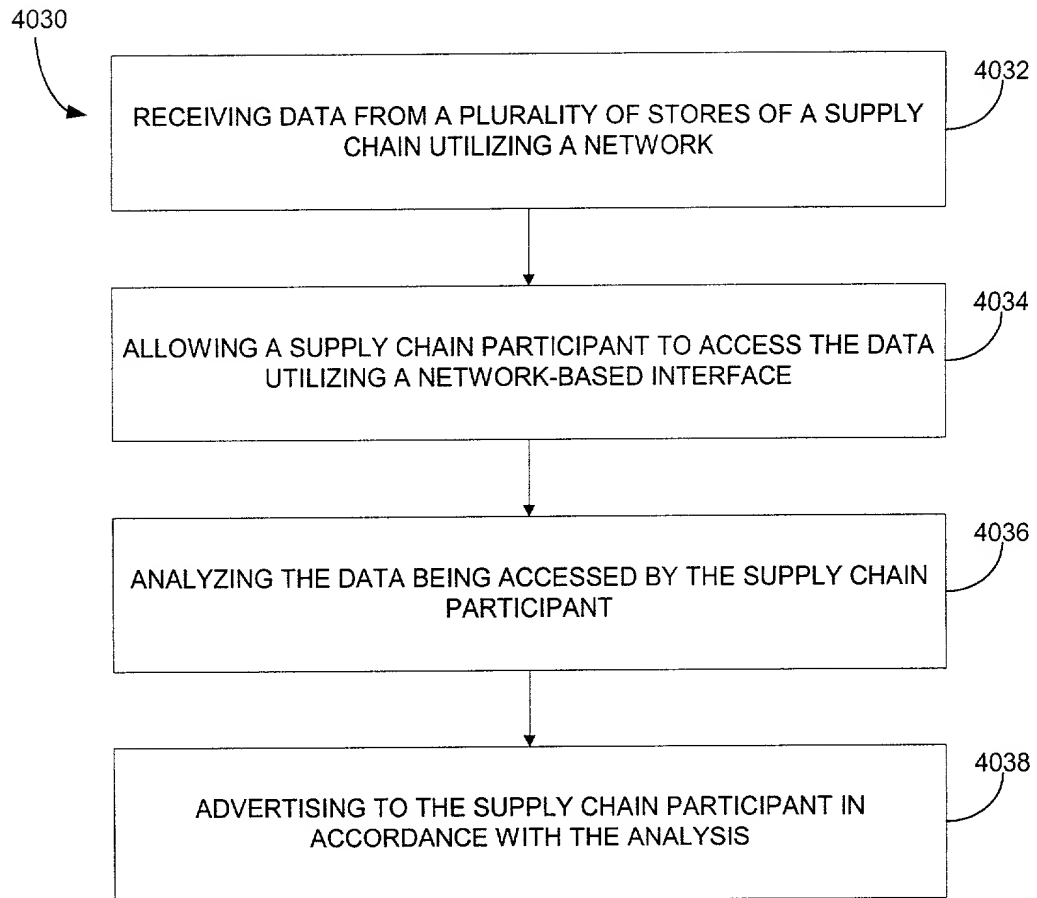 4030
4032
RECEIVING DATA FROM A PLURALITY OF STORES OF A SUPPLY
CHAIN UTILIZING A NETWORK
4034
ALLOWING A SUPPLY CHAIN PARTICIPANT TO ACCESS THE DATA
UTILIZING A NETWORK-BASED INTERFACE
4036
ANALYZING THE DATA BEING ACCESSED BY THE SUPPLY CHAIN
PARTICIPANT
4038
ADVERTISING TO THE SUPPLY CHAIN PARTICIPANT IN
ACCORDANCE WITH THE ANALYSIS